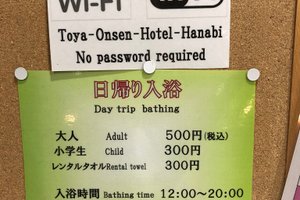 Wi-Fi
Toya-Onsen-Hotel-Hanabi
No password required
日帰り入浴
Day trip bathing
大人 Adult 500円(税込)
小学生 Child 300円
レンタルタオル Rental towel 300円
入浴時間 Bathing time 12:00～20:00